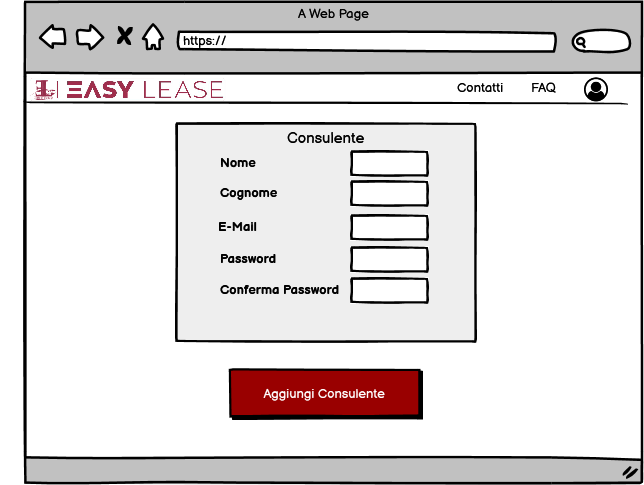 A Web Page
https://
EASY LEASE
Contatti FAQ
Consulente
Nome
Cognome
E-Mail
Password
Conferma Password
Aggiungi Consulente